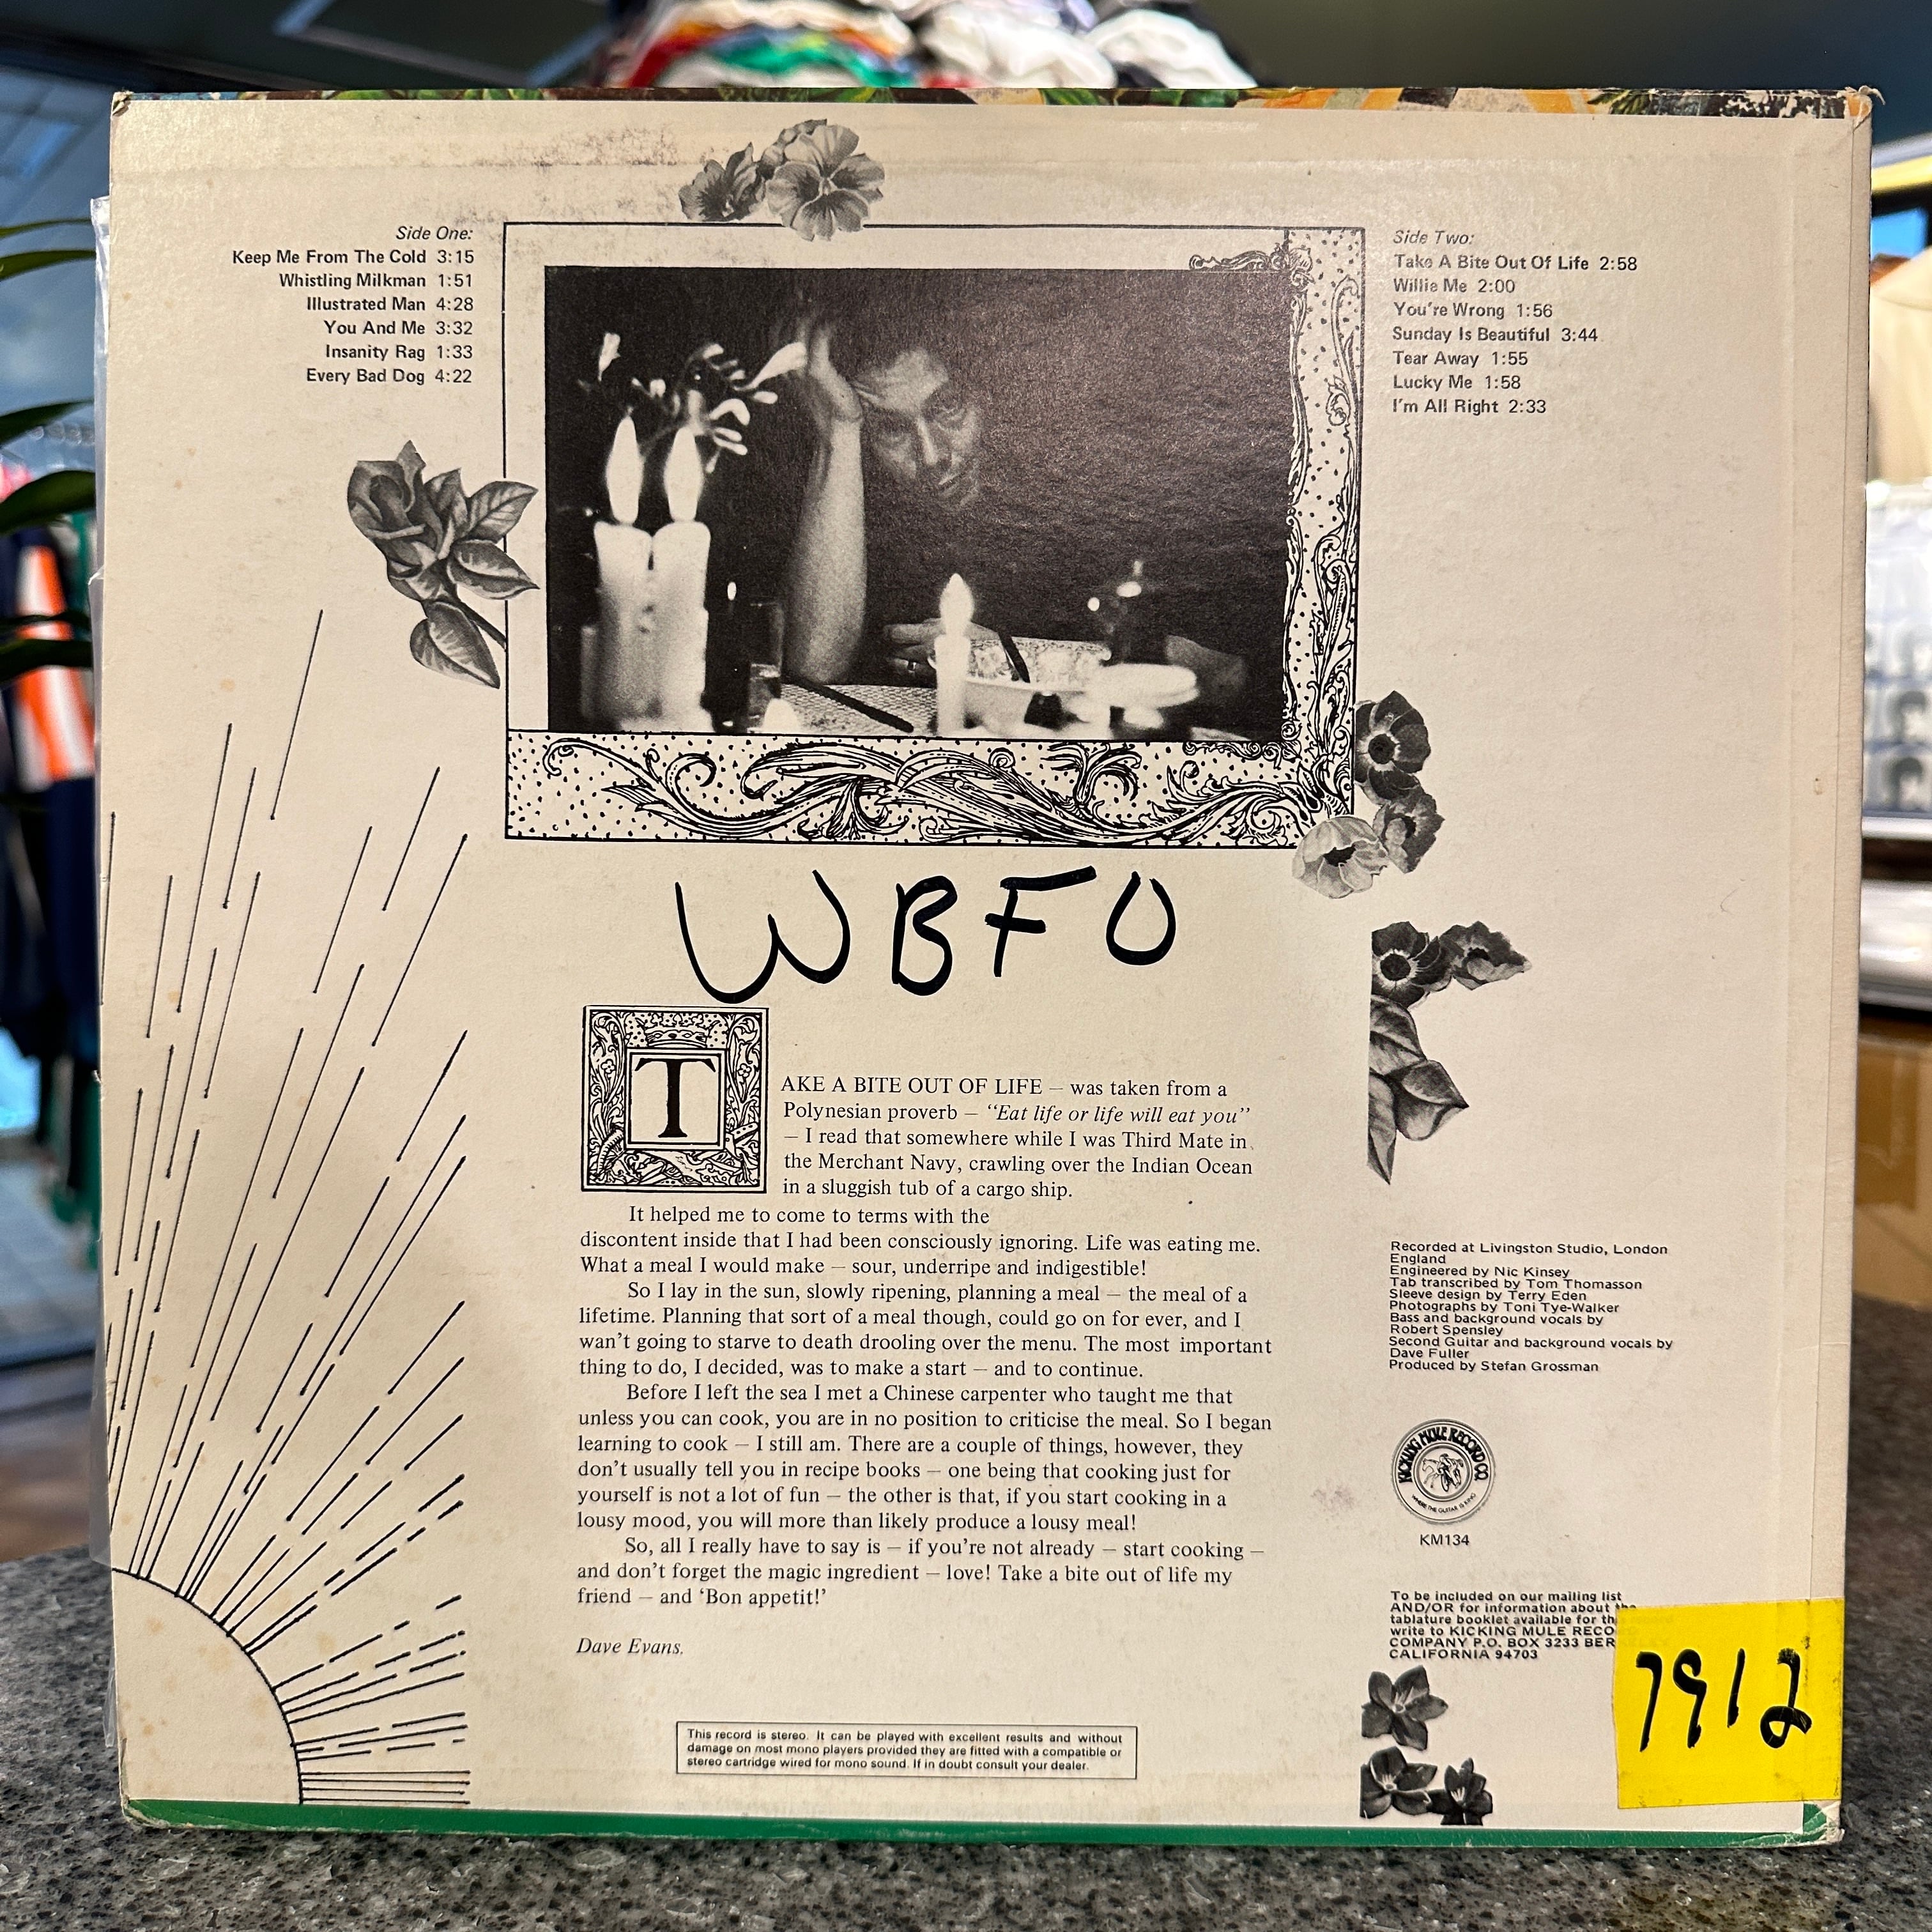 Side One:
Keep Me From The Cold 3:15
Whistling Milkman 1:51
Illustrated Man 4:28
You And Me 3:32
Insanity Rag 1:33
Every Bad Dog 4:22
Side Two:
Take A Bite Out Of Life 2:58
Willie Me 2:00
You're Wrong 1:56
Sunday Is Beautiful 3:44
Tear Away 1:55
Lucky Me 1:58
I'm All Right 2:33
WBFO
TAKE A BITE OUT OF LIFE — was taken from a
Polynesian proverb — “Eat life or life will eat you”
— I read that somewhere while I was Third Mate in
the Merchant Navy, crawling over the Indian Ocean
in a sluggish tub of a cargo ship.
It helped me to come to terms with the
discontent inside that I had been consciously ignoring. Life was eating me.
What a meal I would make — sour, underripe and indigestible!
So I lay in the sun, slowly ripening, planning a meal — the meal of a
lifetime. Planning that sort of a meal though, could go on for ever, and I
wan't going to starve to death drooling over the menu. The most important
thing to do, I decided, was to make a start — and to continue.
Before I left the sea I met a Chinese carpenter who taught me that
unless you can cook, you are in no position to criticise the meal. So I began
learning to cook — I still am. There are a couple of things, however, they
don't usually tell you in recipe books — one being that cooking just for
yourself is not a lot of fun — the other is that, if you start cooking in a
lousy mood, you will more than likely produce a lousy meal!
So, all I really have to say is — if you're not already — start cooking —
and don't forget the magic ingredient — love! Take a bite out of life my
friend — and ‘Bon appetit!’
Dave Evans.
This record is stereo. It can be played with excellent results and without
damage on most mono players provided they are fitted with a compatible or
stereo cartridge wired for mono sound. If in doubt consult your dealer.
Recorded at Livingston Studio, London
England
Engineered by Nic Kinsey
Tab transcribed by Tom Thomasson
Sleeve design by Terry Eden
Photographs by Toni Tye-Walker
Bass and background vocals by
Robert Spensley
Second Guitar and background vocals by
Dave Fuller
Produced by Stefan Grossman
KICKING MULE RECORD CO.
WHERE THE GUITAR IS KING
KM134
To be included on our mailing list
AND/OR for information about the
tablature booklet available for th
write to KICKING MULE RECO
COMPANY P.O. BOX 3233 BER
CALIFORNIA 94703
7912